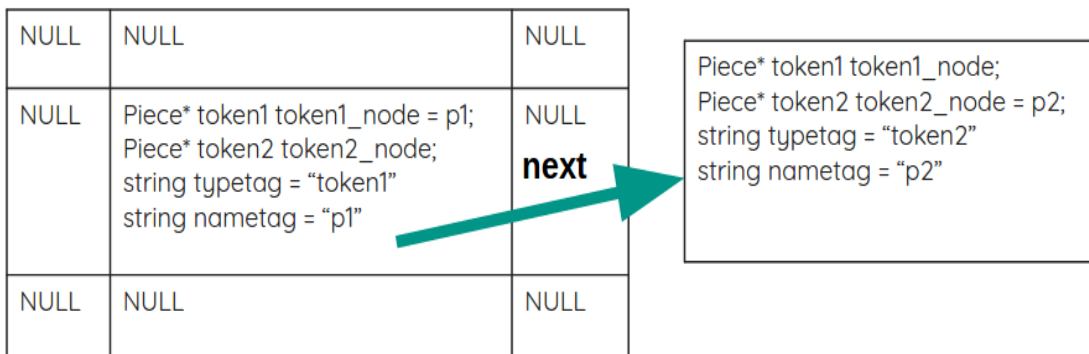 NULL NULL NULL
NULL Piece* token1 token1_node = p1; NULL
Piece* token2 token2_node;
string typetag = “token1”
string nametag = “p1”
next
Piece* token1 token1_node;
Piece* token2 token2_node = p2;
string typetag = “token2”
string nametag = “p2”
NULL NULL NULL